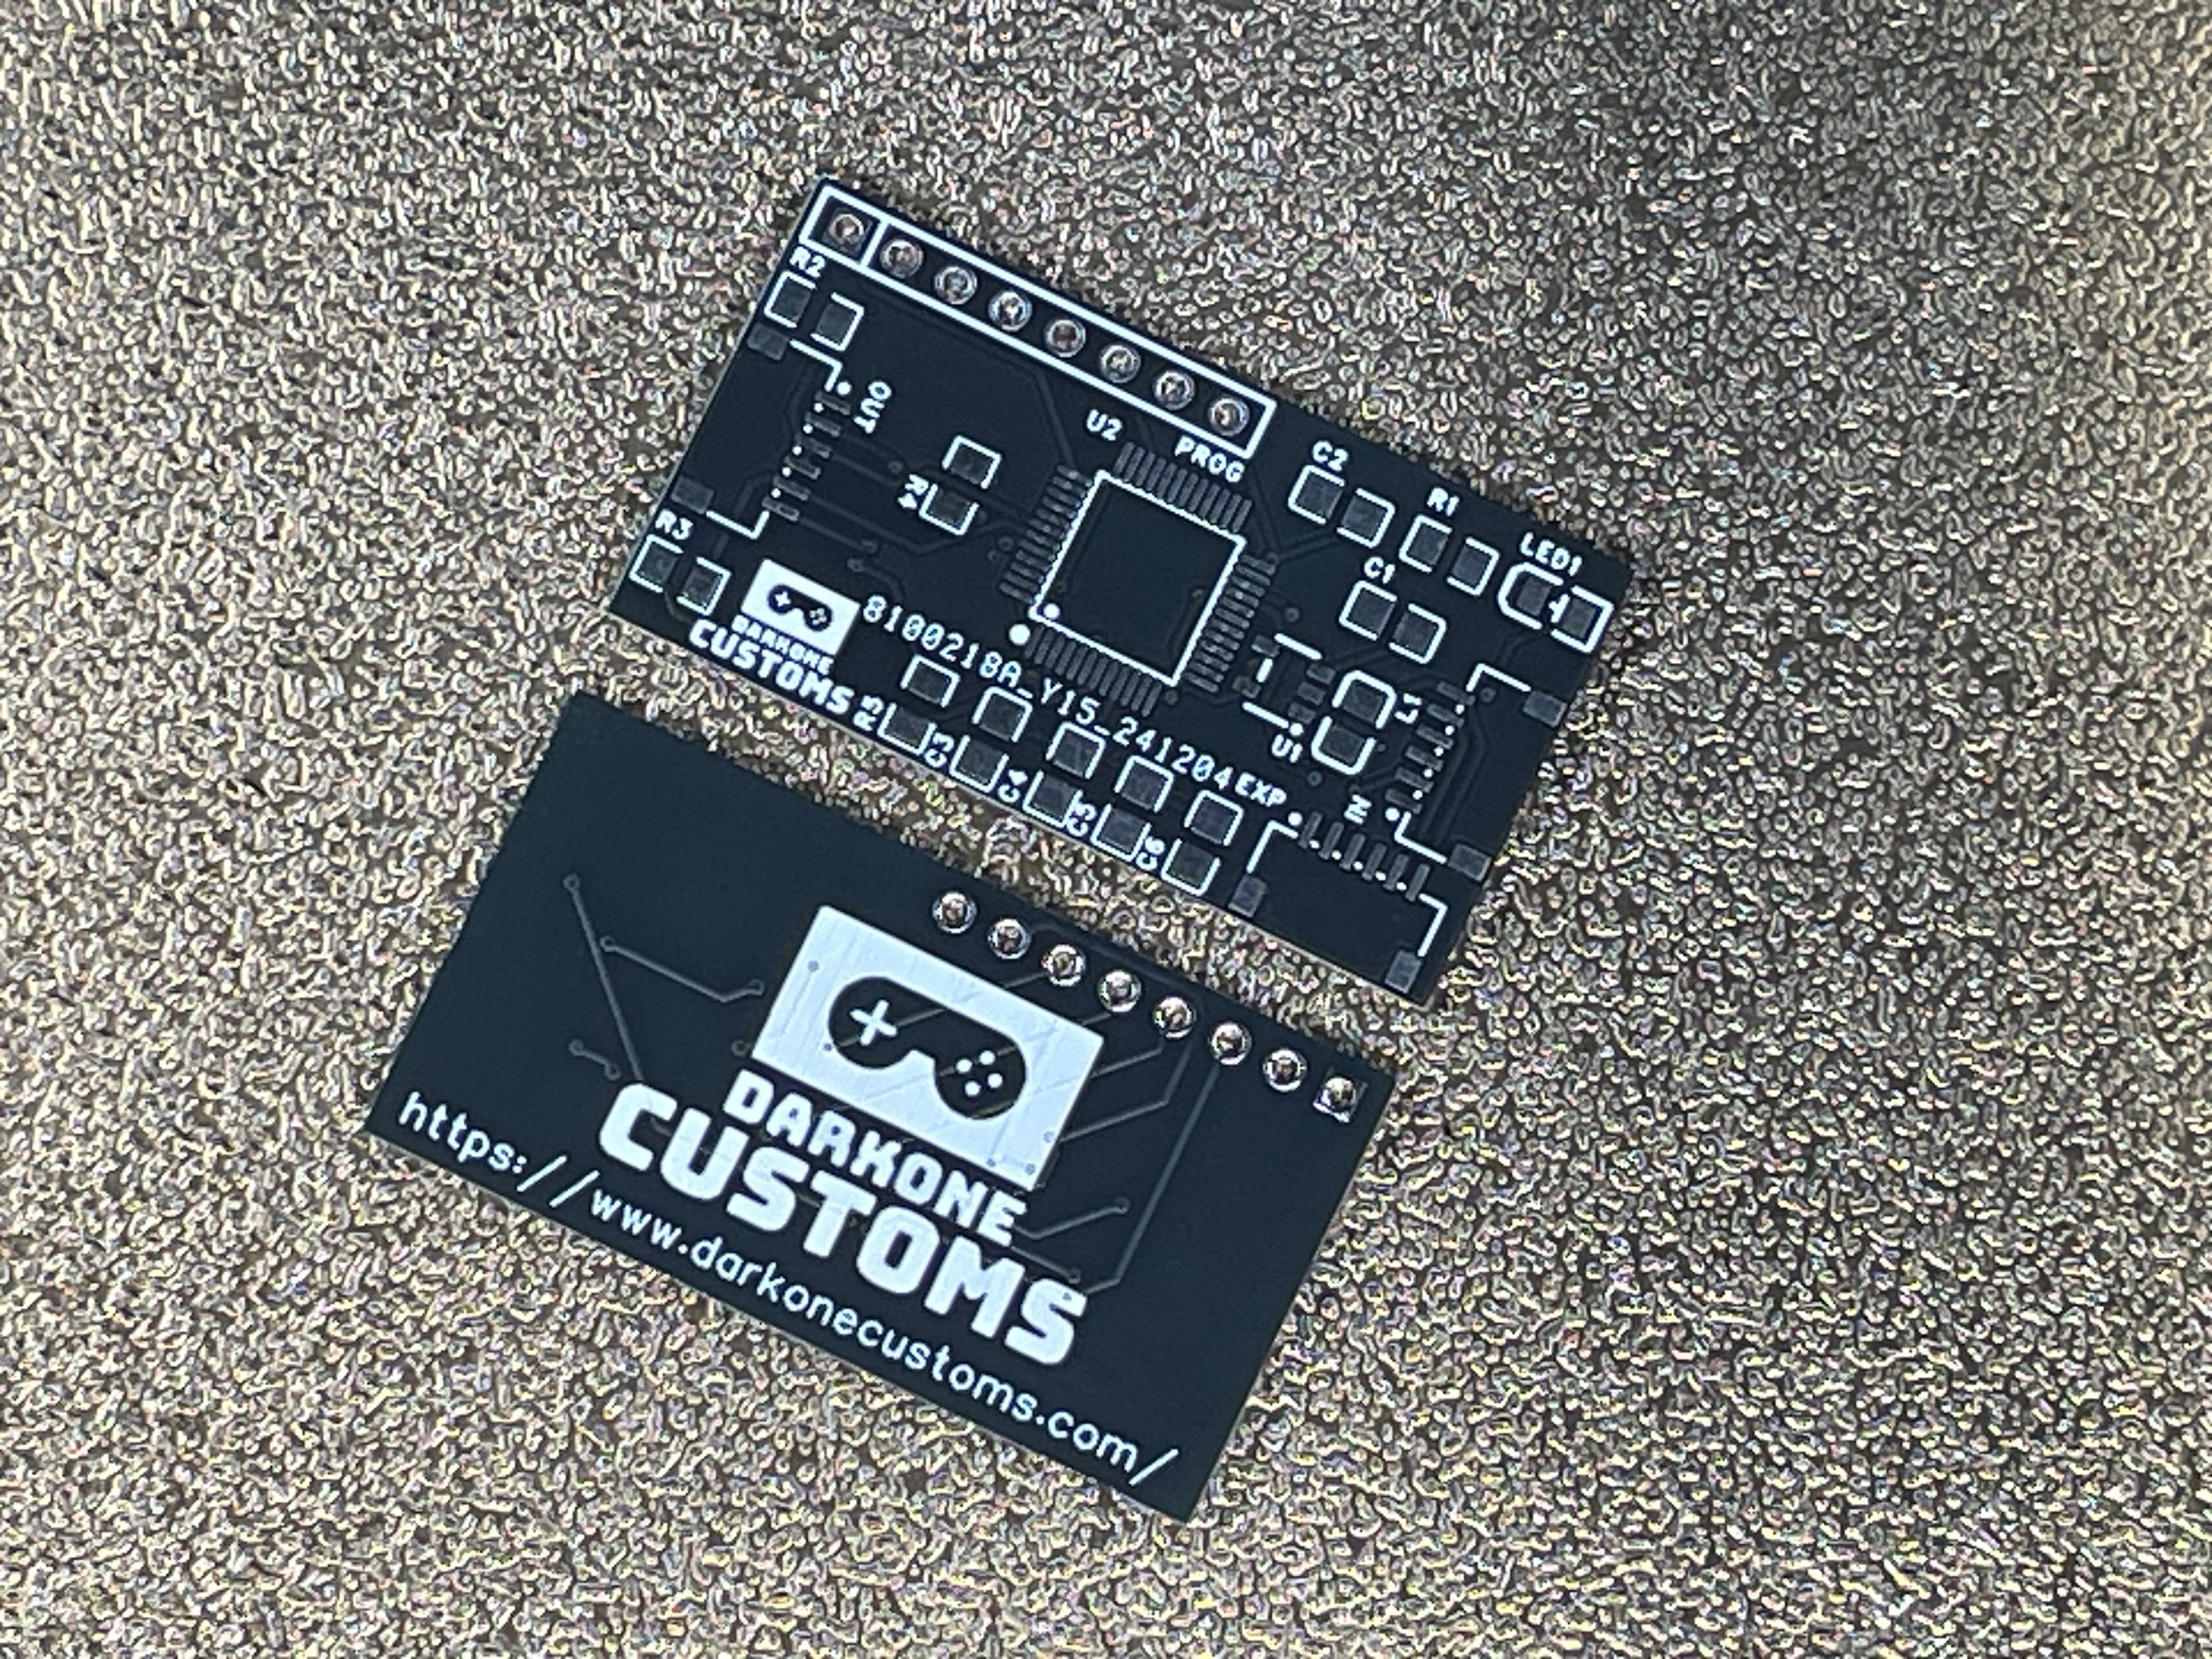 R2
OUT
U2
PROG
C2
R1
LED1
R4
C1
R3
DARKONE
CUSTOMS
8100218A_Y15_241204
L1
U1
R5
C3
C4
C5
C6
EXP
IN
DARKONE
CUSTOMS
https://www.darkonecustoms.com/